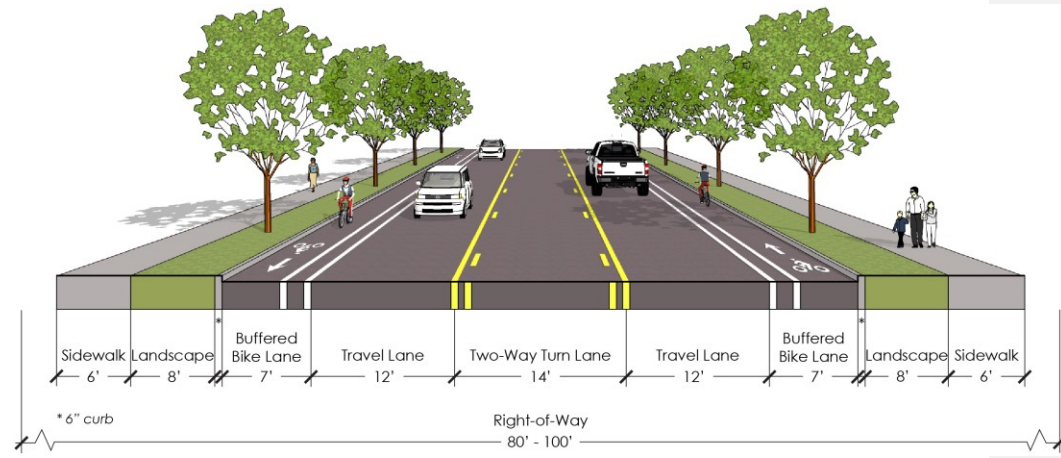 *
Sidewalk
6'
Landscape
8'
Buffered
Bike Lane
7'
Travel Lane
12'
Two-Way Turn Lane
14'
Travel Lane
12'
Buffered
Bike Lane
7'
*
Landscape
8'
Sidewalk
6'
* 6" curb
Right-of-Way
80' - 100'